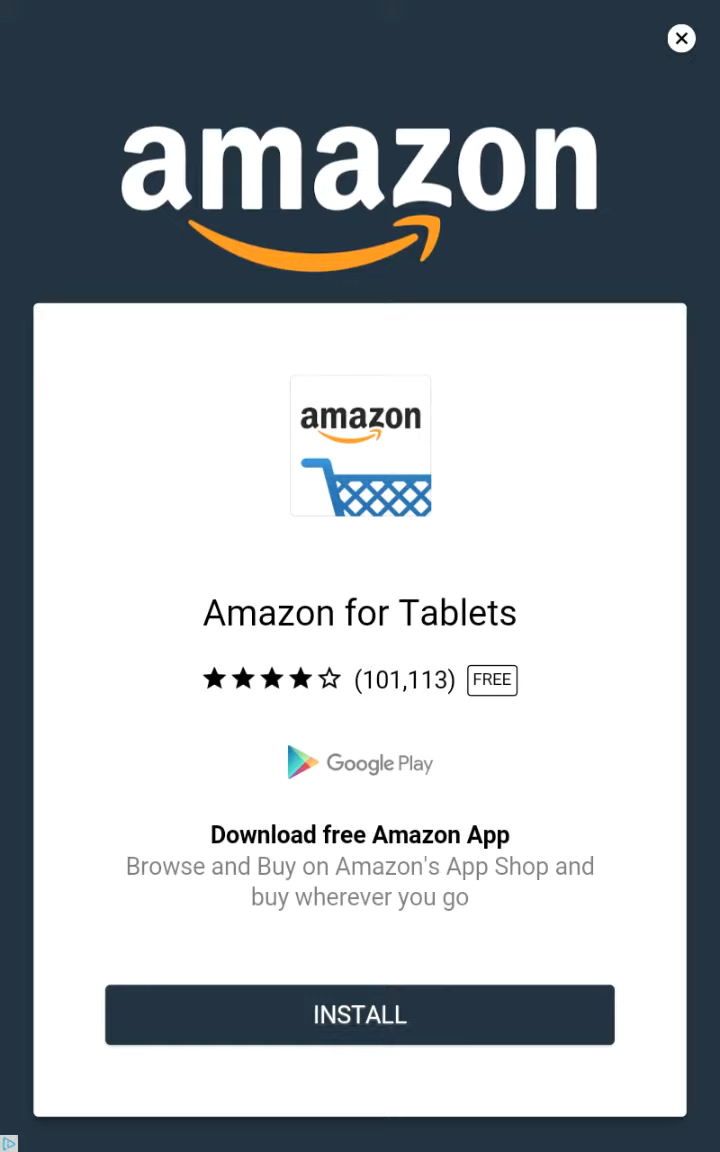 amazon
amazon
Amazon for Tablets
(101,113) FREE
Google Play
Download free Amazon App
Browse and Buy on Amazon's App Shop and
buy wherever you go
INSTALL